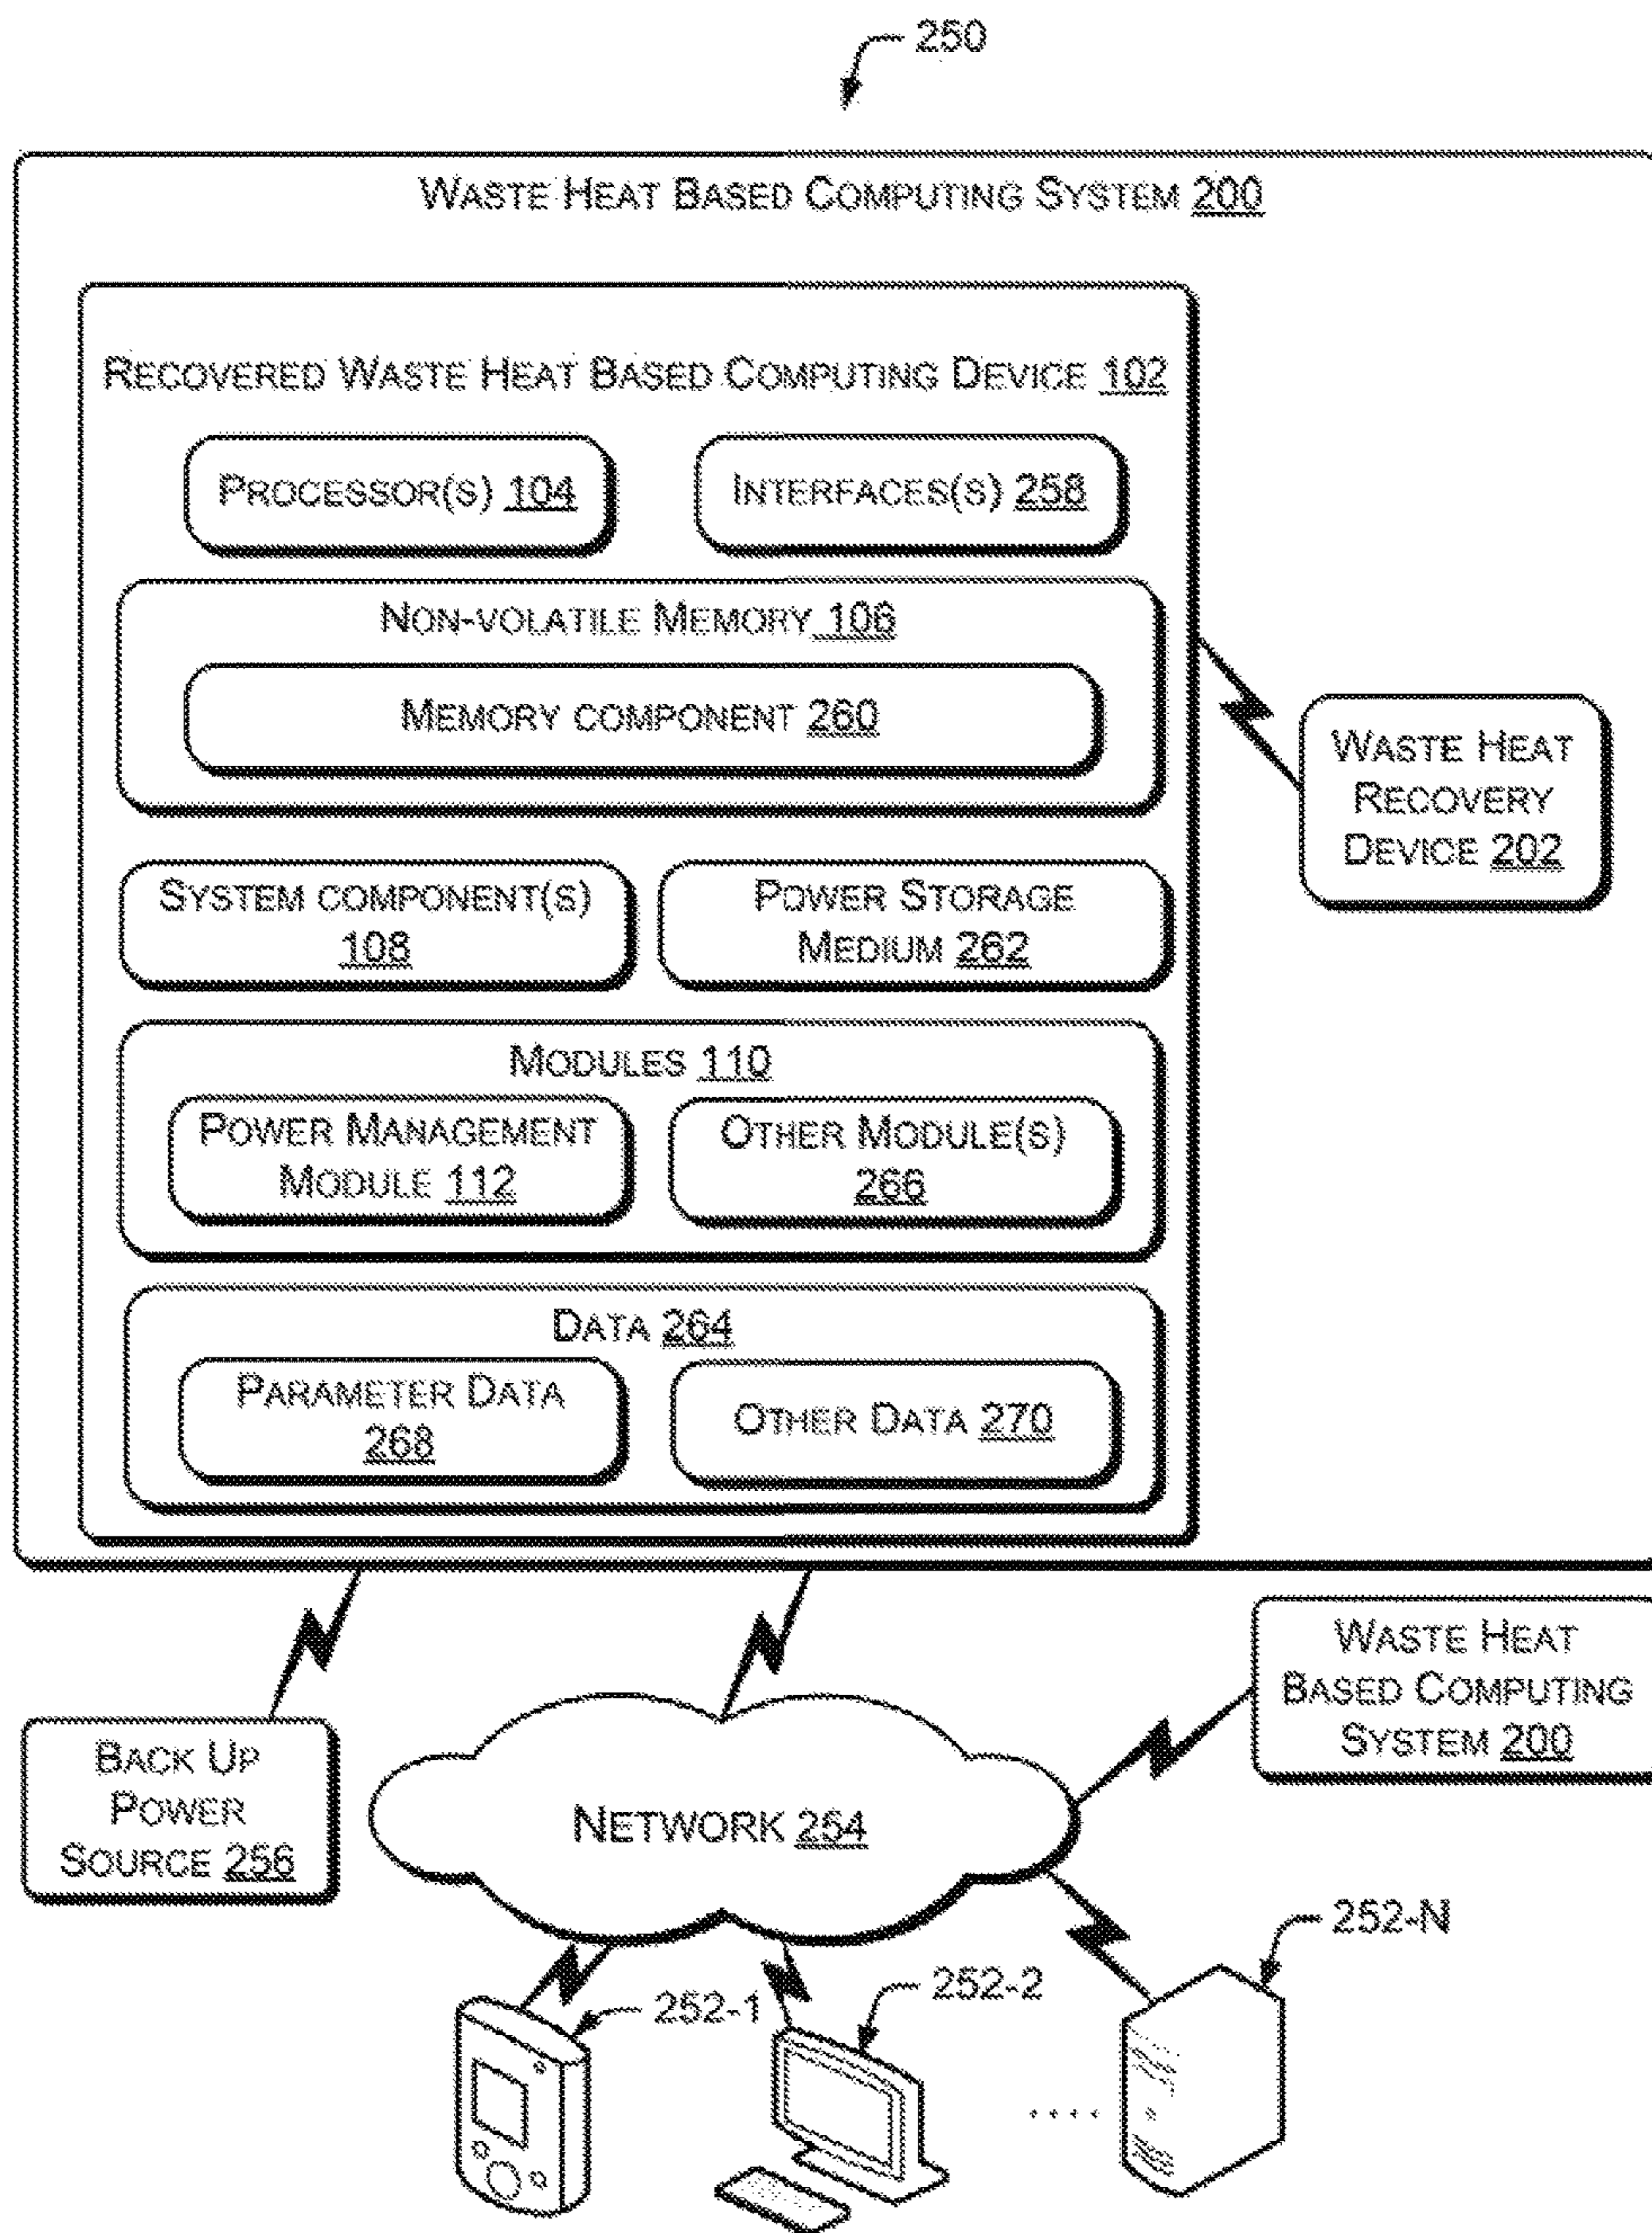 250
WASTE HEAT BASED COMPUTING SYSTEM 200
RECOVERED WASTE HEAT BASED COMPUTING DEVICE 102
PROCESSOR(S) 104
INTERFACES(S) 258
NON-VOLATILE MEMORY 106
MEMORY COMPONENT 260
WASTE HEAT
RECOVERY
DEVICE 202
SYSTEM COMPONENT(S)
108
POWER STORAGE
MEDIUM 262
MODULES 110
POWER MANAGEMENT
MODULE 112
OTHER MODULE(S)
266
DATA 264
PARAMETER DATA
268
OTHER DATA 270
BACK UP
POWER
SOURCE 256
NETWORK 254
WASTE HEAT
BASED COMPUTING
SYSTEM 200
252-1
252-2
252-N